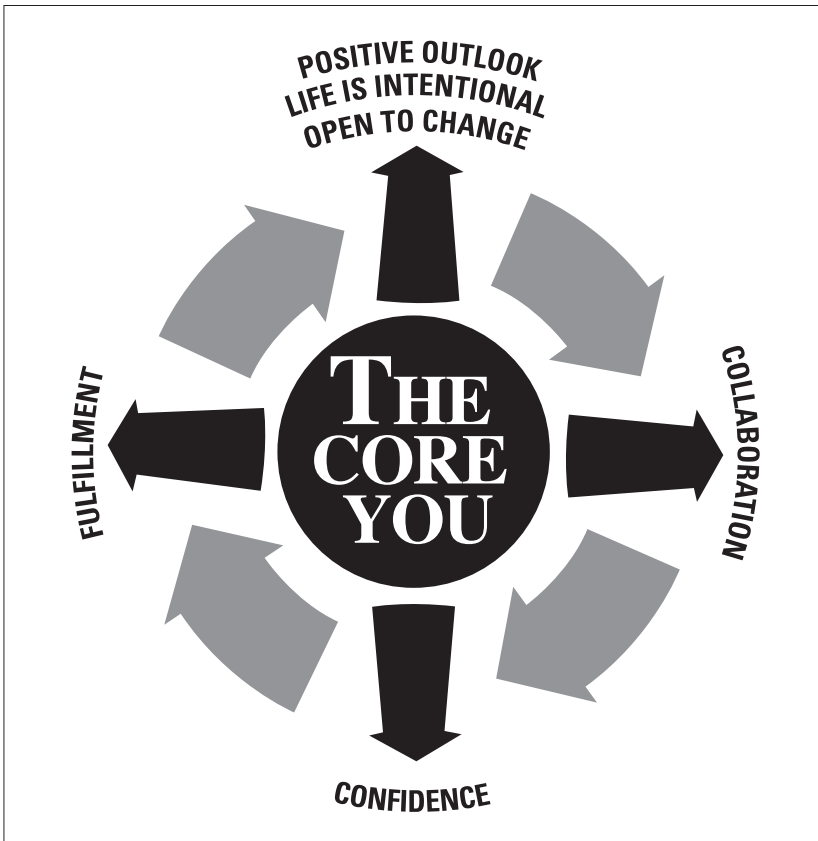 POSITIVE OUTLOOK
LIFE IS INTENTIONAL
OPEN TO CHANGE
THE
CORE
YOU
FULFILLMENT
COLLABORATION
CONFIDENCE